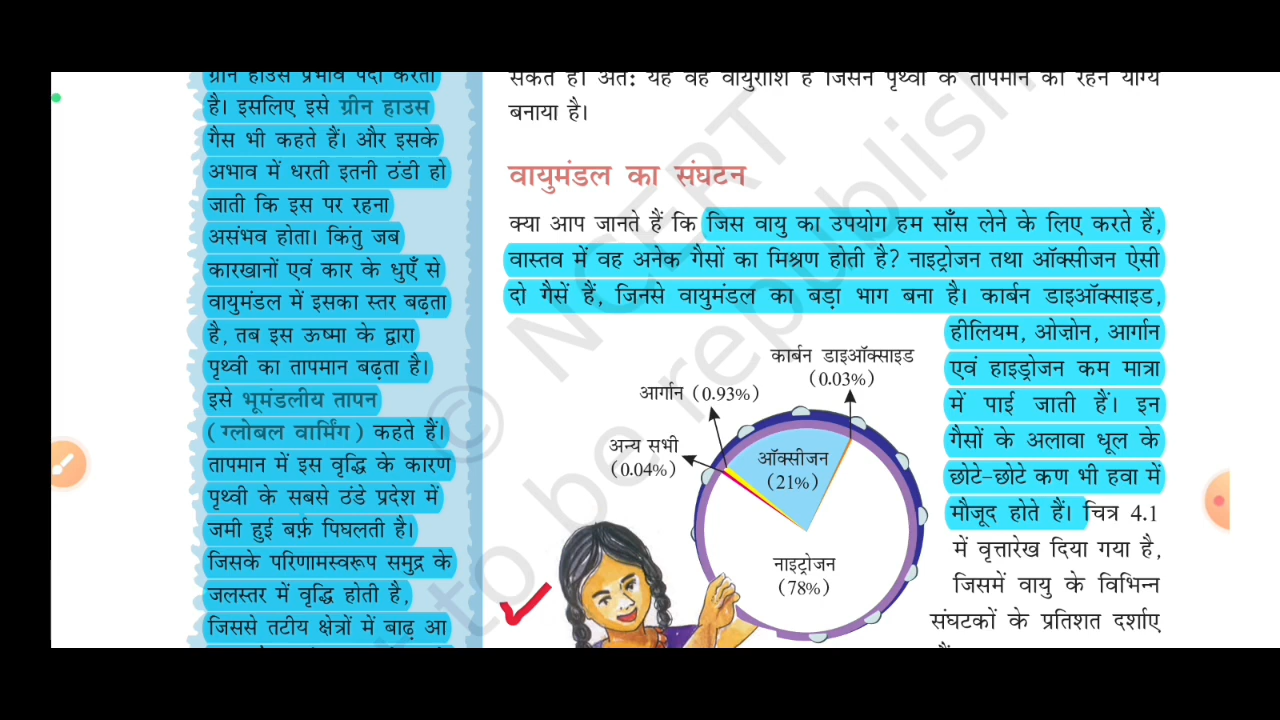 ग्रीन हाउस प्रभाव पैदा करती
है। इसलिए इसे ग्रीन हाउस
गैस भी कहते हैं। और इसके
अभाव में धरती इतनी ठंडी हो
जाती कि इस पर रहना
असंभव होता। किंतु जब
कारखानों एवं कार के धुएँ से
वायुमंडल में इसका स्तर बढ़ता
है, तब इस ऊष्मा के द्वारा
पृथ्वी का तापमान बढ़ता है।
इसे भूमंडलीय तापन
(ग्लोबल वार्मिंग) कहते हैं।
तापमान में इस वृद्धि के कारण
पृथ्वी के सबसे ठंडे प्रदेश में
जमी हुई बर्फ़ पिघलती है।
जिसके परिणामस्वरूप समुद्र के
जलस्तर में वृद्धि होती है,
जिससे तटीय क्षेत्रों में बाढ़ आ
सकते हैं। अत: यह वह वायुराशि है जिसने पृथ्वी के तापमान को रहने योग्य
बनाया है।
वायुमंडल का संघटन
क्या आप जानते हैं कि जिस वायु का उपयोग हम साँस लेने के लिए करते हैं,
वास्तव में वह अनेक गैसों का मिश्रण होती है? नाइट्रोजन तथा ऑक्सीजन ऐसी
दो गैसें हैं, जिनसे वायुमंडल का बड़ा भाग बना है। कार्बन डाइऑक्साइड,
हीलियम, ओज़ोन, आर्गान
एवं हाइड्रोजन कम मात्रा
में पाई जाती हैं। इन
गैसों के अलावा धूल के
छोटे-छोटे कण भी हवा में
मौजूद होते हैं। चित्र 4.1
में वृत्तारेख दिया गया है,
जिसमें वायु के विभिन्न
संघटकों के प्रतिशत दर्शाए
कार्बन डाइऑक्साइड
(0.03%)
आर्गान (0.93%)
अन्य सभी
(0.04%)
ऑक्सीजन
(21%)
नाइट्रोजन
(78%)
© NCERT
to be republish